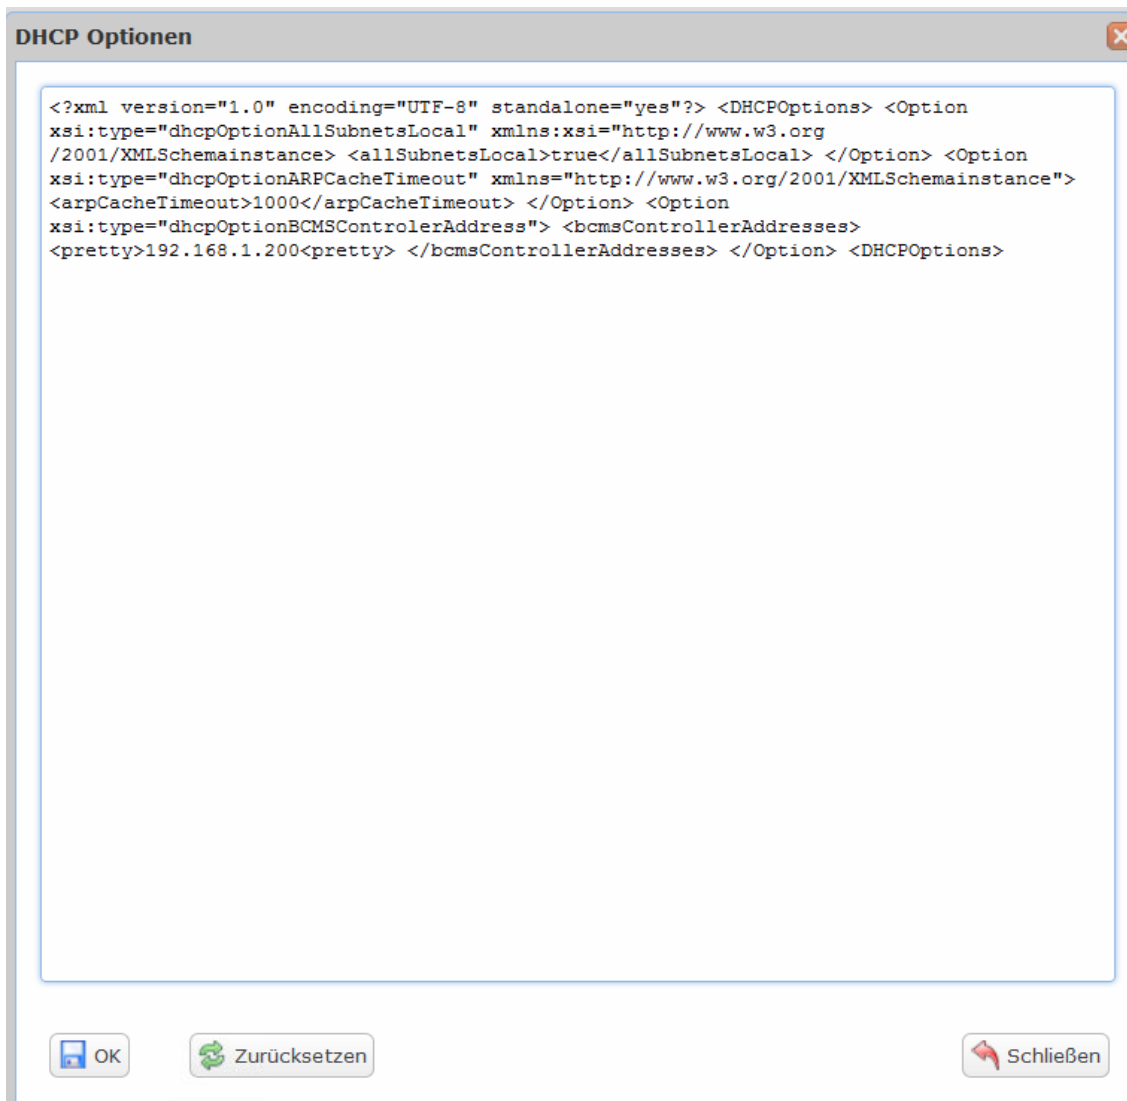 DHCP Optionen
<?xml version="1.0" encoding="UTF-8" standalone="yes"?> <DHCPOptions> <Option
xsi:type="dhcpOptionAllSubnetsLocal" xmlns:xsi="http://www.w3.org
/2001/XMLSchemainstance> <allSubnetsLocal>true</allSubnetsLocal> </Option> <Option
xsi:type="dhcpOptionARPCacheTimeout" xmlns="http://www.w3.org/2001/XMLSchemainstance">
<arpCacheTimeout>1000</arpCacheTimeout> </Option> <Option
xsi:type="dhcpOptionBCMSControlerAddress"> <bcmsControllerAddresses>
<pretty>192.168.1.200<pretty> </bcmsControllerAddresses> </Option> <DHCPOptions>
OK Zurücksetzen Schließen